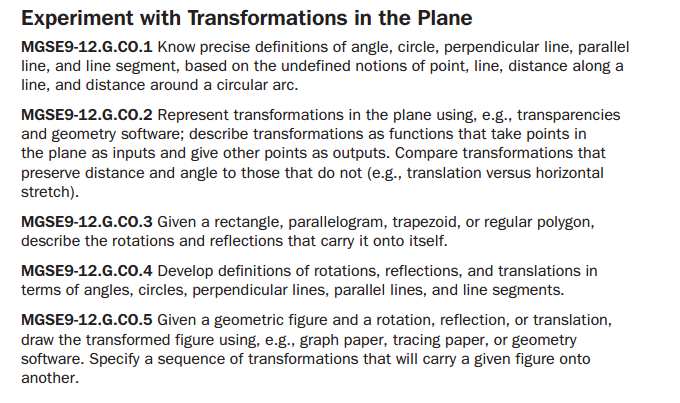 Experiment with Transformations in the Plane
MGSE9-12.G.CO.1 Know precise definitions of angle, circle, perpendicular line, parallel
line, and line segment, based on the undefined notions of point, line, distance along a
line, and distance around a circular arc.
MGSE9-12.G.CO.2 Represent transformations in the plane using, e.g., transparencies
and geometry software; describe transformations as functions that take points in
the plane as inputs and give other points as outputs. Compare transformations that
preserve distance and angle to those that do not (e.g., translation versus horizontal
stretch).
MGSE9-12.G.CO.3 Given a rectangle, parallelogram, trapezoid, or regular polygon,
describe the rotations and reflections that carry it onto itself.
MGSE9-12.G.CO.4 Develop definitions of rotations, reflections, and translations in
terms of angles, circles, perpendicular lines, parallel lines, and line segments.
MGSE9-12.G.CO.5 Given a geometric figure and a rotation, reflection, or translation,
draw the transformed figure using, e.g., graph paper, tracing paper, or geometry
software. Specify a sequence of transformations that will carry a given figure onto
another.